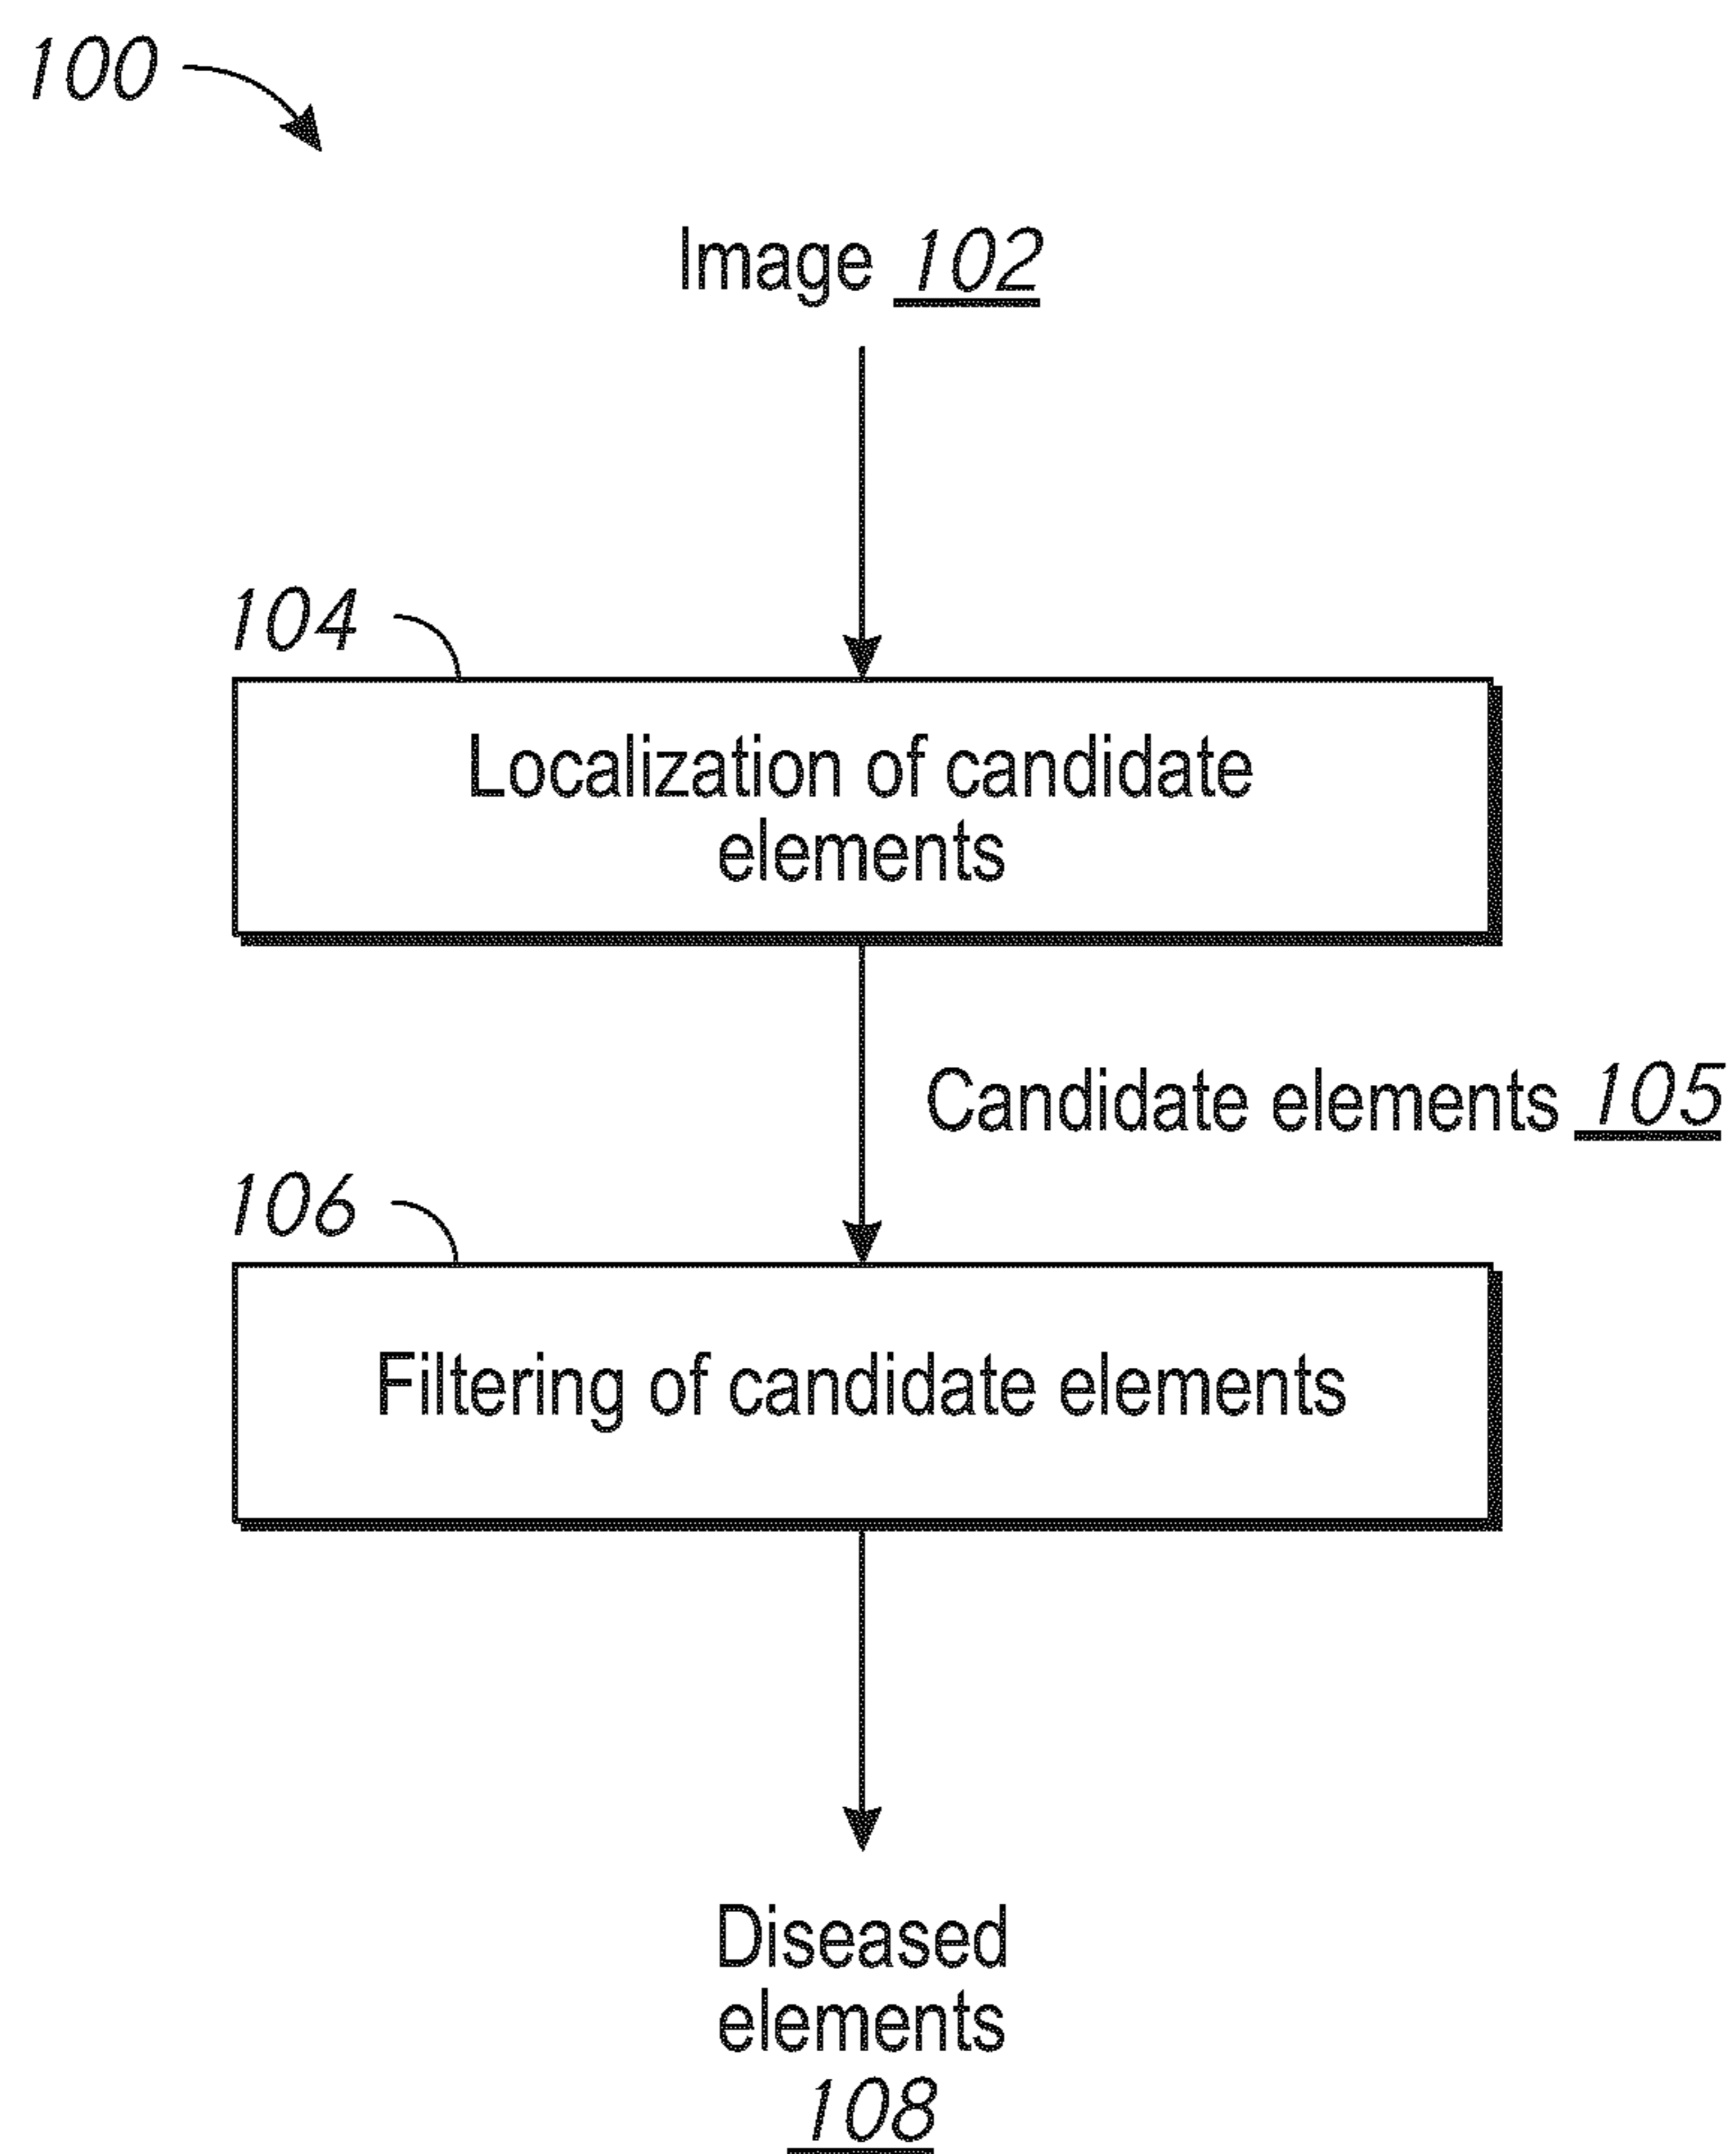 100
Image 102
104
Localization of candidate
elements
Candidate elements 105
106
Filtering of candidate elements
Diseased
elements
108